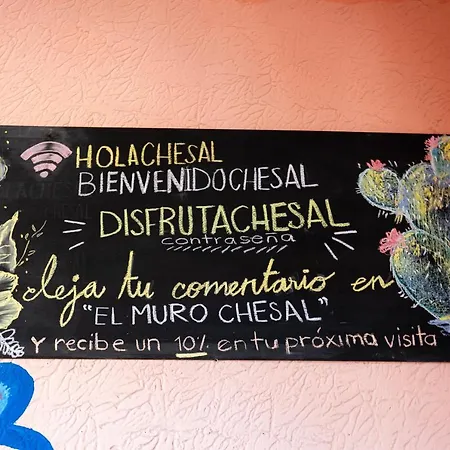 HOLACHESAL
BIENVENIDOCHESAL
DISFRUTACHESAL
contraseña
deja tu comentario en
"EL MURO CHESAL"
Y recibe un 10% en tu próxima visita